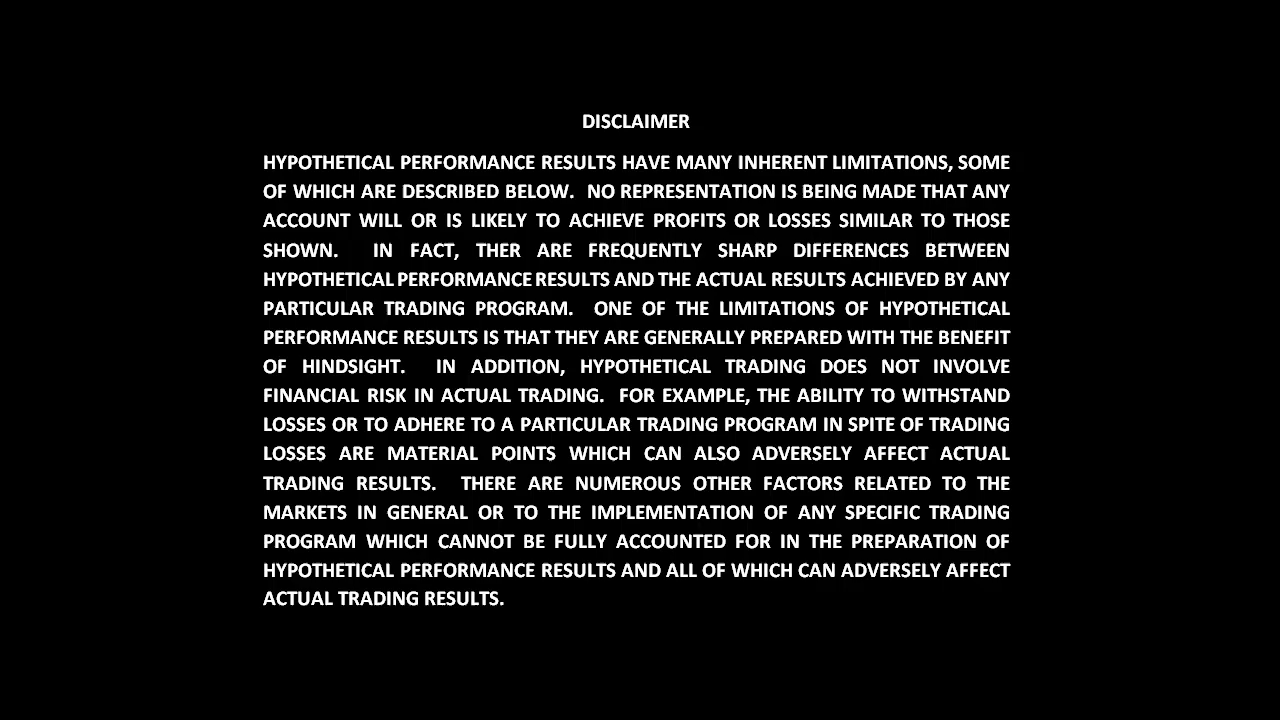 DISCLAIMER
HYPOTHETICAL PERFORMANCE RESULTS HAVE MANY INHERENT LIMITATIONS, SOME
OF WHICH ARE DESCRIBED BELOW.  NO REPRESENTATION IS BEING MADE THAT ANY
ACCOUNT WILL OR IS LIKELY TO ACHIEVE PROFITS OR LOSSES SIMILAR TO THOSE
SHOWN.  IN FACT, THER ARE FREQUENTLY SHARP DIFFERENCES BETWEEN
HYPOTHETICAL PERFORMANCE RESULTS AND THE ACTUAL RESULTS ACHIEVED BY ANY
PARTICULAR TRADING PROGRAM.  ONE OF THE LIMITATIONS OF HYPOTHETICAL
PERFORMANCE RESULTS IS THAT THEY ARE GENERALLY PREPARED WITH THE BENEFIT
OF HINDSIGHT.  IN ADDITION, HYPOTHETICAL TRADING DOES NOT INVOLVE
FINANCIAL RISK IN ACTUAL TRADING.  FOR EXAMPLE, THE ABILITY TO WITHSTAND
LOSSES OR TO ADHERE TO A PARTICULAR TRADING PROGRAM IN SPITE OF TRADING
LOSSES ARE MATERIAL POINTS WHICH CAN ALSO ADVERSELY AFFECT ACTUAL
TRADING RESULTS.  THERE ARE NUMEROUS OTHER FACTORS RELATED TO THE
MARKETS IN GENERAL OR TO THE IMPLEMENTATION OF ANY SPECIFIC TRADING
PROGRAM WHICH CANNOT BE FULLY ACCOUNTED FOR IN THE PREPARATION OF
HYPOTHETICAL PERFORMANCE RESULTS AND ALL OF WHICH CAN ADVERSELY AFFECT
ACTUAL TRADING RESULTS.